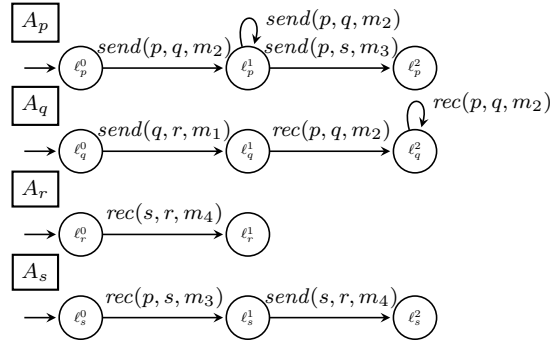 A_p
send(p, q, m_2)
send(p, q, m_2) send(p, s, m_3)
ℓ_p^0 ℓ_p^1 ℓ_p^2
A_q
send(q, r, m_1) rec(p, q, m_2) rec(p, q, m_2)
ℓ_q^0 ℓ_q^1 ℓ_q^2
A_r
rec(s, r, m_4)
ℓ_r^0 ℓ_r^1
A_s
rec(p, s, m_3) send(s, r, m_4)
ℓ_s^0 ℓ_s^1 ℓ_s^2